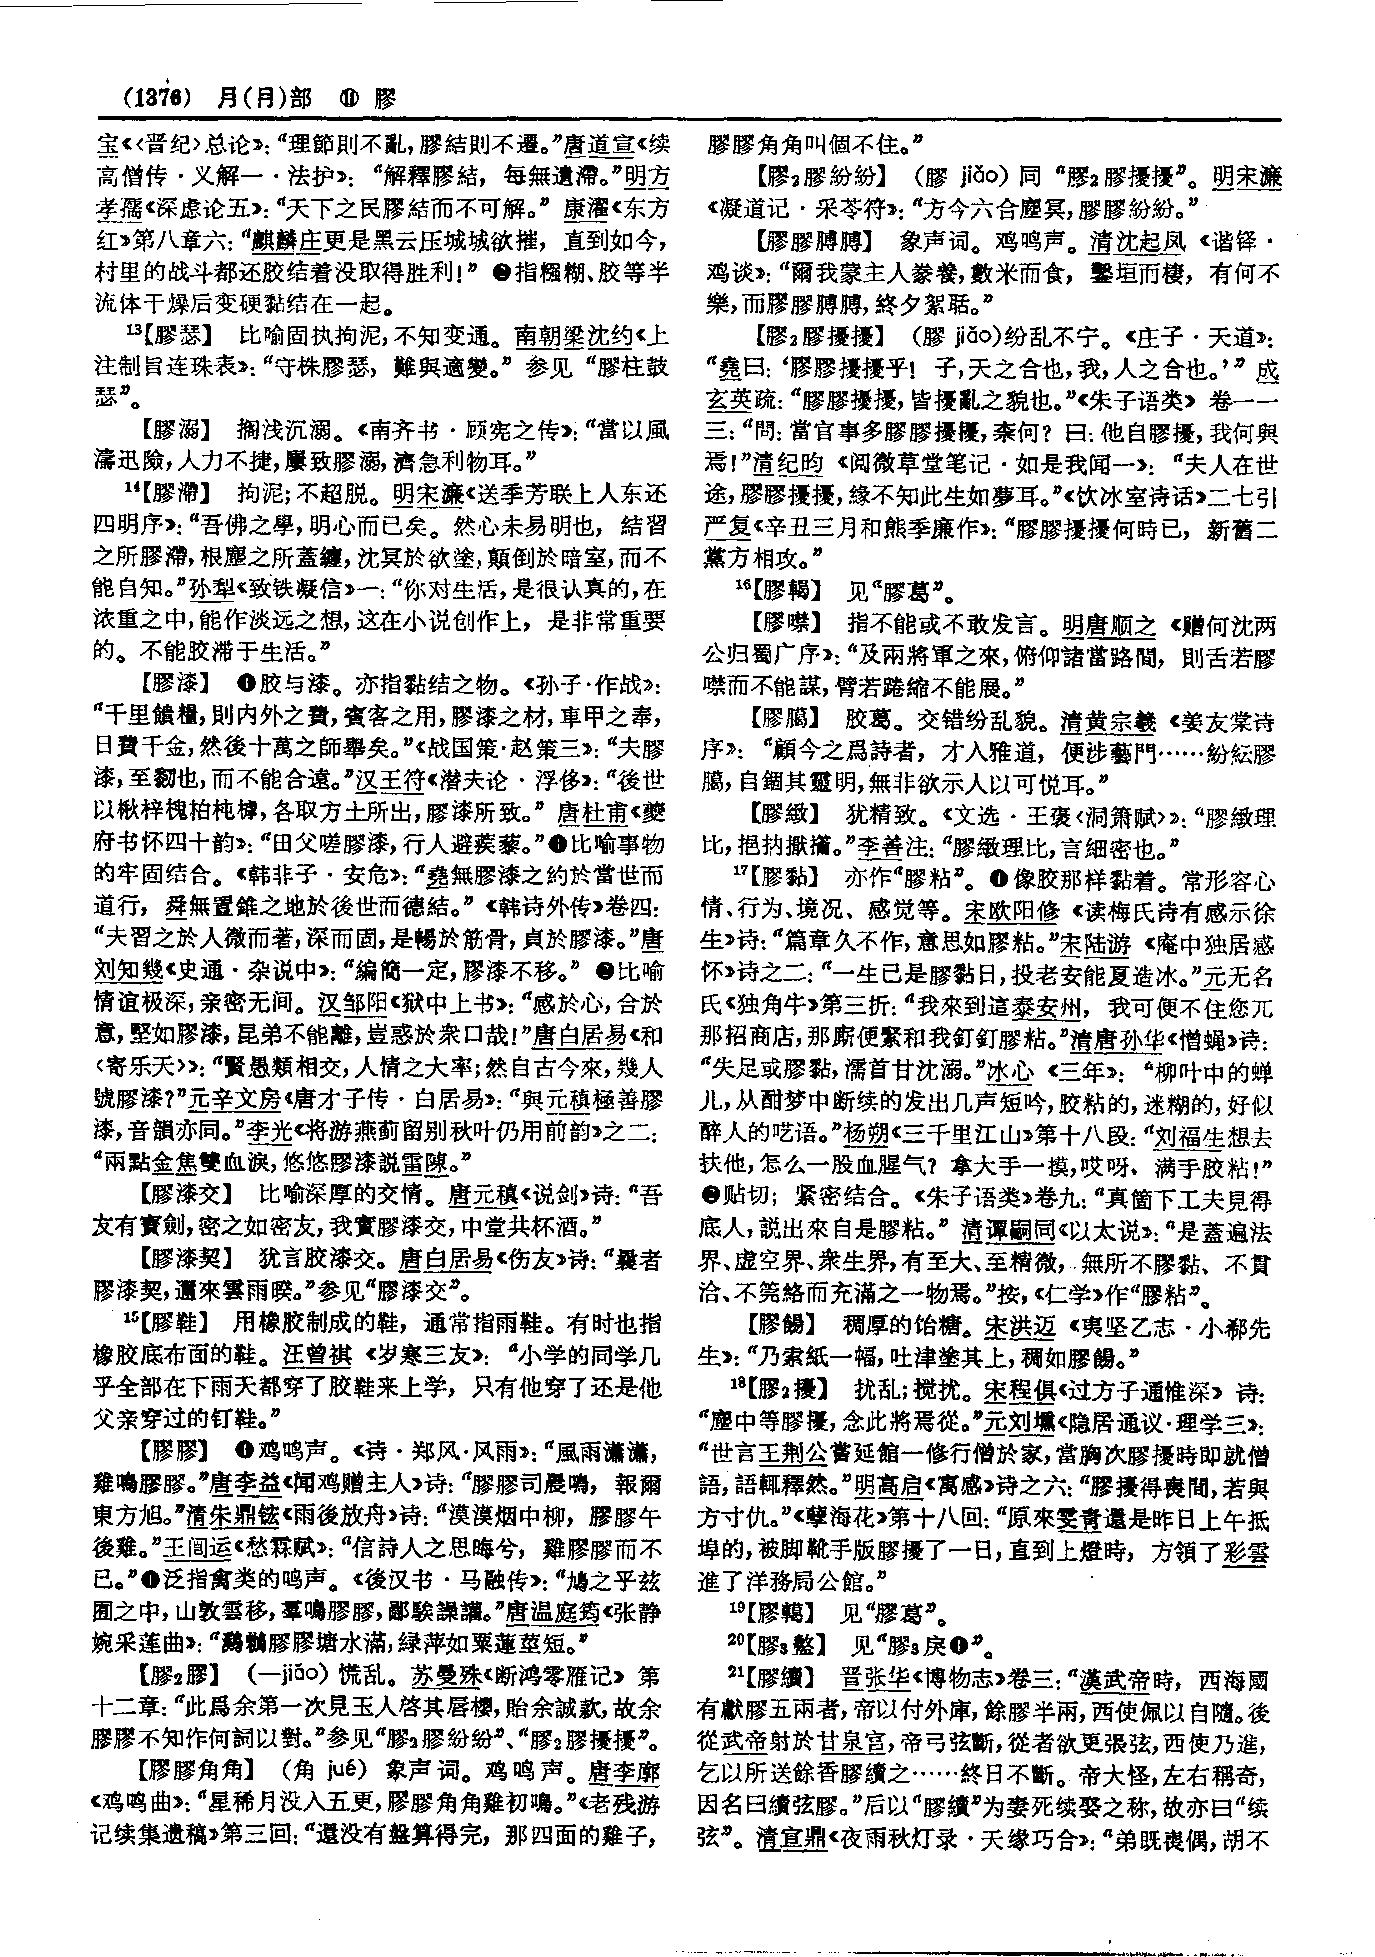 (1376) 月(月)部 ⑪ 膠
宝《〈晋纪〉总论》：“理節則不亂，膠結則不遷。”唐道宣《续
高僧传·义解一·法护》：“解釋膠結，每無遺滯。”明方
孝孺《深虑论五》：“天下之民膠結而不可解。”康濯《东方
红》第八章六：“麒麟庄更是黑云压城城欲摧，直到如今，
村里的战斗都还胶结着没取得胜利！”❷指糨糊、胶等半
流体干燥后变硬黏结在一起。
13【膠瑟】 比喻固执拘泥，不知变通。南朝梁沈约《上
注制旨连珠表》：“守株膠瑟，難與適變。”参见“膠柱鼓
瑟”。
【膠溺】 搁浅沉溺。《南齐书·顾宪之传》：“當以風
濤迅險，人力不捷，屢致膠溺，濟急利物耳。”
14【膠滯】 拘泥；不超脱。明宋濂《送季芳联上人东还
四明序》：“吾佛之學，明心而已矣。然心未易明也，結習
之所膠滯，根塵之所蓋纏，沈冥於欲塗，顛倒於暗室，而不
能自知。”孙犁《致铁凝信》一：“你对生活，是很认真的，在
浓重之中，能作淡远之想，这在小说创作上，是非常重要
的。不能胶滞于生活。”
【膠漆】 ❶胶与漆。亦指黏结之物。《孙子·作战》：
“千里饋糧，則内外之費，賓客之用，膠漆之材，車甲之奉，
日費千金，然後十萬之師舉矣。”《战国策·赵策三》：“夫膠
漆，至䵑也，而不能合遠。”汉王符《潜夫论·浮侈》：“後世
以楸梓槐柏杶樗，各取方土所出，膠漆所致。”唐杜甫《夔
府书怀四十韵》：“田父嗟膠漆，行人避蒺藜。”❷比喻事物
的牢固结合。《韩非子·安危》：“堯無膠漆之約於當世而
道行，舜無置錐之地於後世而德結。”《韩诗外传》卷四：
“夫習之於人微而著，深而固，是暢於筋骨，貞於膠漆。”唐
刘知幾《史通·杂说中》：“編簡一定，膠漆不移。”❸比喻
情谊极深，亲密无间。汉邹阳《狱中上书》：“感於心，合於
意，堅如膠漆，昆弟不能離，豈惑於衆口哉！”唐白居易《和
〈寄乐天〉》：“賢愚類相交，人情之大率；然自古今來，幾人
號膠漆？”元辛文房《唐才子传·白居易》：“與元稹極善膠
漆，音韻亦同。”李光《将游燕蓟留别秋叶仍用前韵》之二：
“兩點金焦雙血淚，悠悠膠漆説雷陳。”
【膠漆交】 比喻深厚的交情。唐元稹《说剑》诗：“吾
友有寶劍，密之如密友，我實膠漆交，中堂共杯酒。”
【膠漆契】 犹言胶漆交。唐白居易《伤友》诗：“曩者
膠漆契，邇來雲雨睽。”参见“膠漆交”。
15【膠鞋】 用橡胶制成的鞋，通常指雨鞋。有时也指
橡胶底布面的鞋。汪曾祺《岁寒三友》：“小学的同学几
乎全部在下雨天都穿了胶鞋来上学，只有他穿了还是他
父亲穿过的钉鞋。”
【膠膠】 ❶鸡鸣声。《诗·郑风·风雨》：“風雨瀟瀟，
雞鳴膠膠。”唐李益《闻鸡赠主人》诗：“膠膠司晨鳴，報爾
東方旭。”清朱鼎鋐《雨後放舟》诗：“漠漠烟中柳，膠膠午
後雞。”王闿运《愁霖赋》：“信詩人之思晦兮，雞膠膠而不
已。”❷泛指禽类的鸣声。《後汉书·马融传》：“鳩之乎兹
囿之中，山敦雲移，羣鳴膠膠，鄙駭譟讙。”唐温庭筠《张静
婉采莲曲》：“鸂鶒膠膠塘水滿，緑萍如粟蓮莖短。”
【膠2膠】 （—jiǎo）慌乱。苏曼殊《断鸿零雁记》第
十二章：“此爲余第一次見玉人啓其唇櫻，貽余誠款，故余
膠膠不知作何詞以對。”参见“膠2膠紛紛”、“膠2膠擾擾”。
【膠膠角角】 （角 jué）象声词。鸡鸣声。唐李廓
《鸡鸣曲》：“星稀月没入五更，膠膠角角雞初鳴。”《老残游
记续集遗稿》第三回：“還没有盤算得完，那四面的雞子，
膠膠角角叫個不住。”
【膠2膠紛紛】 （膠 jiǎo）同“膠2膠擾擾”。明宋濂
《凝道记·采苓符》：“方今六合塵冥，膠膠紛紛。”
【膠膠膊膊】 象声词。鸡鸣声。清沈起凤《谐铎·
鸡谈》：“爾我蒙主人豢養，數米而食，鑿垣而棲，有何不
樂，而膠膠膊膊，終夕絮聒。”
【膠2膠擾擾】 （膠 jiǎo）纷乱不宁。《庄子·天道》：
“堯曰：‘膠膠擾擾乎！子，天之合也，我，人之合也。’”成
玄英疏：“膠膠擾擾，皆擾亂之貌也。”《朱子语类》卷一一
三：“問：當官事多膠膠擾擾，柰何？曰：他自膠擾，我何與
焉！”清纪昀《阅微草堂笔记·如是我闻一》：“夫人在世
途，膠膠擾擾，緣不知此生如夢耳。”《饮冰室诗话》二七引
严复《辛丑三月和熊季廉作》：“膠膠擾擾何時已，新舊二
黨方相攻。”
16【膠輵】 见“膠葛”。
【膠噤】 指不能或不敢发言。明唐顺之《赠何沈两
公归蜀广序》：“及兩將軍之來，俯仰諸當路間，則舌若膠
噤而不能謀，臂若踡縮不能展。”
【膠臈】 胶葛。交错纷乱貌。清黄宗羲《姜友棠诗
序》：“顧今之爲詩者，才入雅道，便涉藝門……紛紜膠
臈，自錮其靈明，無非欲示人以可悦耳。”
【膠緻】 犹精致。《文选·王褒〈洞箫赋〉》：“膠緻理
比，挹抐擫㩎。”李善注：“膠緻理比，言細密也。”
17【膠黏】 亦作“膠粘”。❶像胶那样黏着。常形容心
情、行为、境况、感觉等。宋欧阳修《读梅氏诗有感示徐
生》诗：“篇章久不作，意思如膠粘。”宋陆游《庵中独居感
怀》诗之二：“一生已是膠黏日，投老安能夏造冰。”元无名
氏《独角牛》第三折：“我來到這泰安州，我可便不住您兀
那招商店，那廝便緊和我釘釘膠粘。”清唐孙华《憎蝇》诗：
“失足或膠黏，濡首甘沈溺。”冰心《三年》：“柳叶中的蝉
儿，从酣梦中断续的发出几声短吟，胶粘的，迷糊的，好似
醉人的呓语。”杨朔《三千里江山》第十八段：“刘福生想去
扶他，怎么一股血腥气？拿大手一摸，哎呀、满手胶粘！”
❷贴切；紧密结合。《朱子语类》卷九：“真箇下工夫見得
底人，説出來自是膠粘。”清谭嗣同《以太说》：“是蓋遍法
界、虚空界、衆生界，有至大、至精微，無所不膠黏、不貫
洽、不筦絡而充滿之一物焉。”按，《仁学》作“膠粘”。
【膠餳】 稠厚的饴糖。宋洪迈《夷坚乙志·小郗先
生》：“乃索紙一幅，吐津塗其上，稠如膠餳。”
18【膠2擾】 扰乱；搅扰。宋程俱《过方子通惟深》诗：
“塵中等膠擾，念此將焉從。”元刘壎《隐居通议·理学三》：
“世言王荆公嘗延館一修行僧於家，當胸次膠擾時即就僧
語，語輒釋然。”明高启《寓感》诗之六：“膠擾得喪間，若與
方寸仇。”《孽海花》第十八回：“原來雯青還是昨日上午抵
埠的，被脚靴手版膠擾了一日，直到上燈時，方領了彩雲
進了洋務局公館。”
19【膠轕】 见“膠葛”。
20【膠3盭】 见“膠3戾❶”。
21【膠續】 晋张华《博物志》卷三：“漢武帝時，西海國
有獻膠五兩者，帝以付外庫，餘膠半兩，西使佩以自隨。後
從武帝射於甘泉宫，帝弓弦斷，從者欲更張弦，西使乃進，
乞以所送餘香膠續之……終日不斷。帝大怪，左右稱奇，
因名曰續弦膠。”后以“膠續”为妻死续娶之称，故亦曰“续
弦”。清宣鼎《夜雨秋灯录·天缘巧合》：“弟既喪偶，胡不